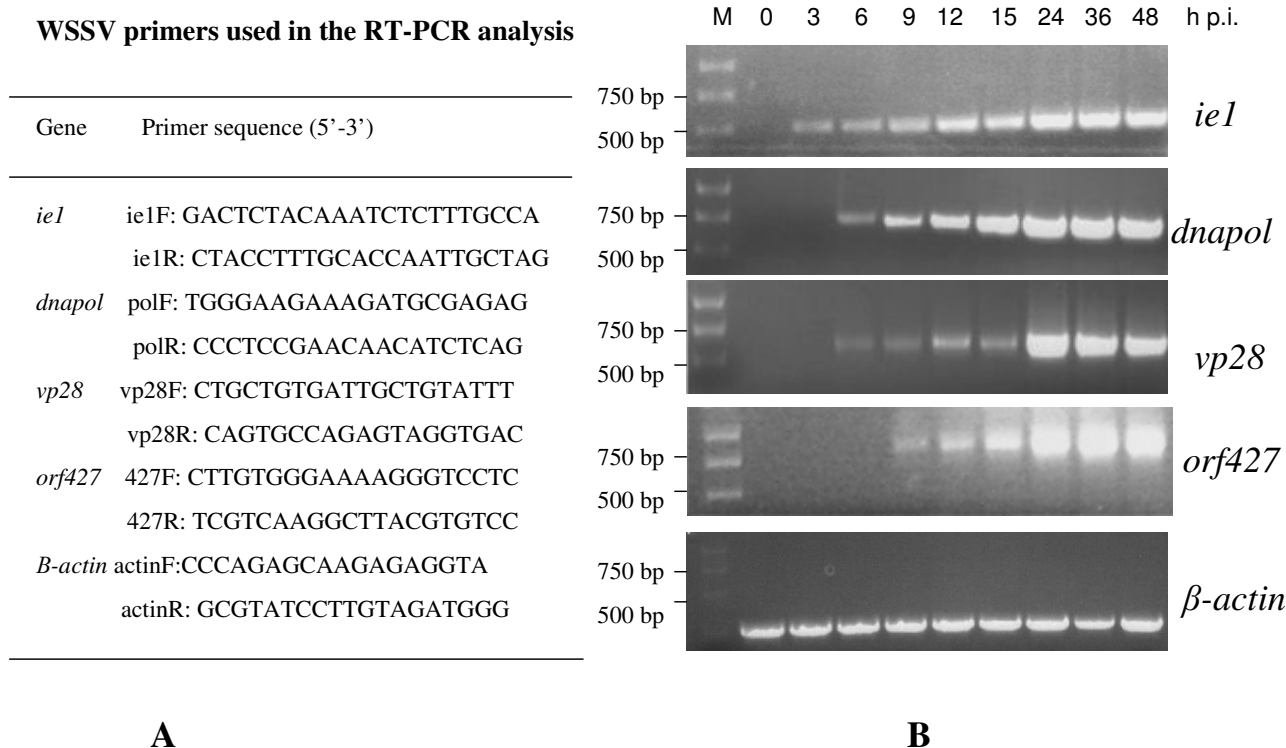 WSSV primers used in the RT-PCR analysis
Gene Primer sequence (5’-3’)
ie1 ie1F: GACTCTACAAATCTCTTTGCCA
ie1R: CTACCTTTGCACCAATTGCTAG
dnapol polF: TGGGAAGAAAGATGCGAGAG
polR: CCCTCCGAACAACATCTCAG
vp28 vp28F: CTGCTGTGATTGCTGTATTT
vp28R: CAGTGCCAGAGTAGGTGAC
orf427 427F: CTTGTGGGAAAAGGGTCCTC
427R: TCGTCAAGGCTTACGTGTCC
B-actin actinF:CCCAGAGCAAGAGAGGTA
actinR: GCGTATCCTTGTAGATGGG
A
M 0 3 6 9 12 15 24 36 48 h p.i.
750 bp
500 bp
ie1
750 bp
500 bp
dnapol
750 bp
500 bp
vp28
750 bp
500 bp
orf427
750 bp
500 bp
β-actin
B